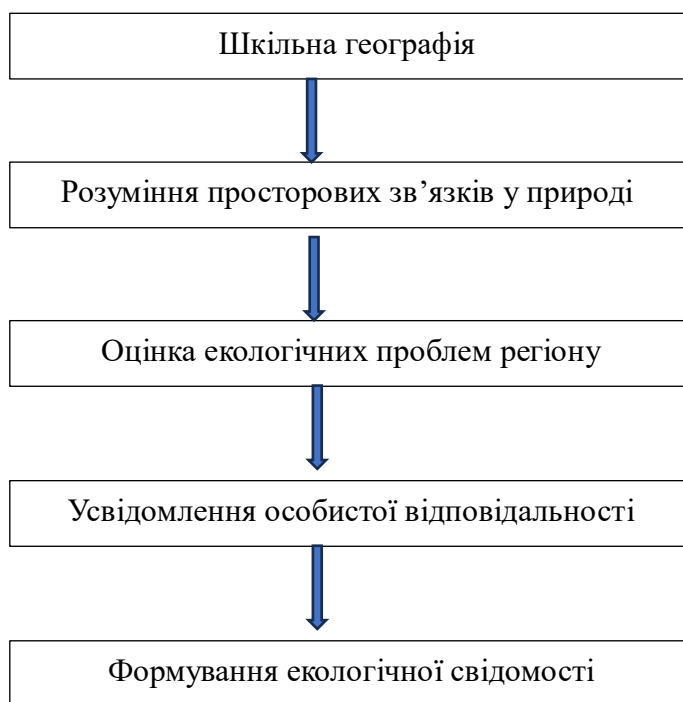 Шкільна географія
Розуміння просторових зв’язків у природі
Оцінка екологічних проблем регіону
Усвідомлення особистої відповідальності
Формування екологічної свідомості